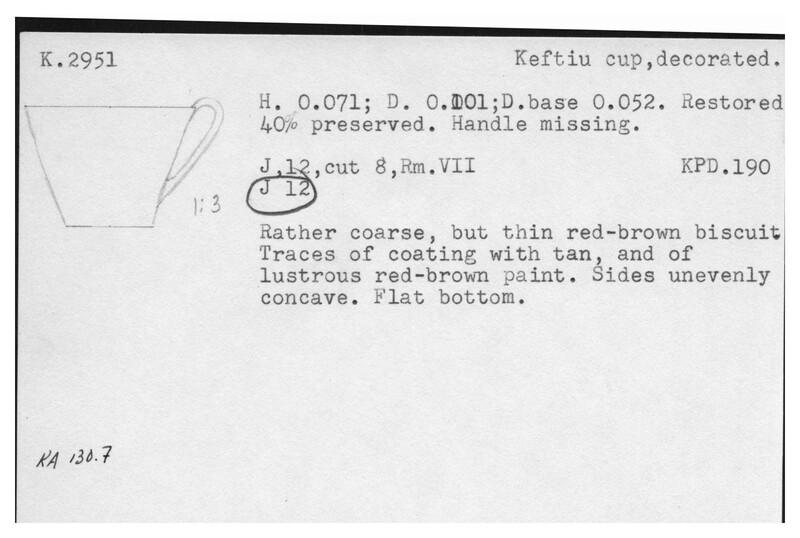 K.2951 Keftiu cup,decorated.
H. 0.071; D. 0.101;D.base 0.052. Restored
40% preserved. Handle missing.
J,12,cut 8,Rm.VII KPD.190
J 12
1:3
Rather coarse, but thin red-brown biscuit
Traces of coating with tan, and of
lustrous red-brown paint. Sides unevenly
concave. Flat bottom.
KA 130.7